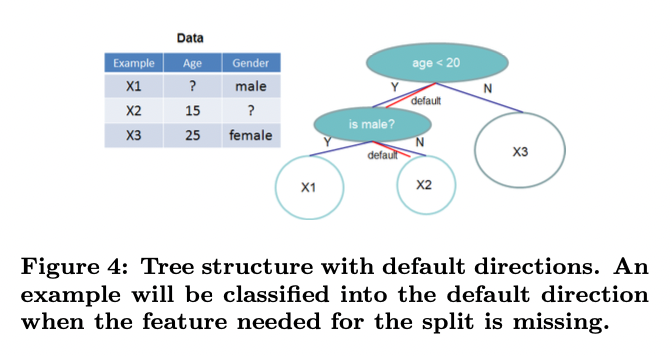 Data
Example Age Gender
X1 ? male
X2 15 ?
X3 25 female
age < 20
Y
default
N
is male?
Y
default
N
X1
X2
X3
Figure 4: Tree structure with default directions. An
example will be classified into the default direction
when the feature needed for the split is missing.